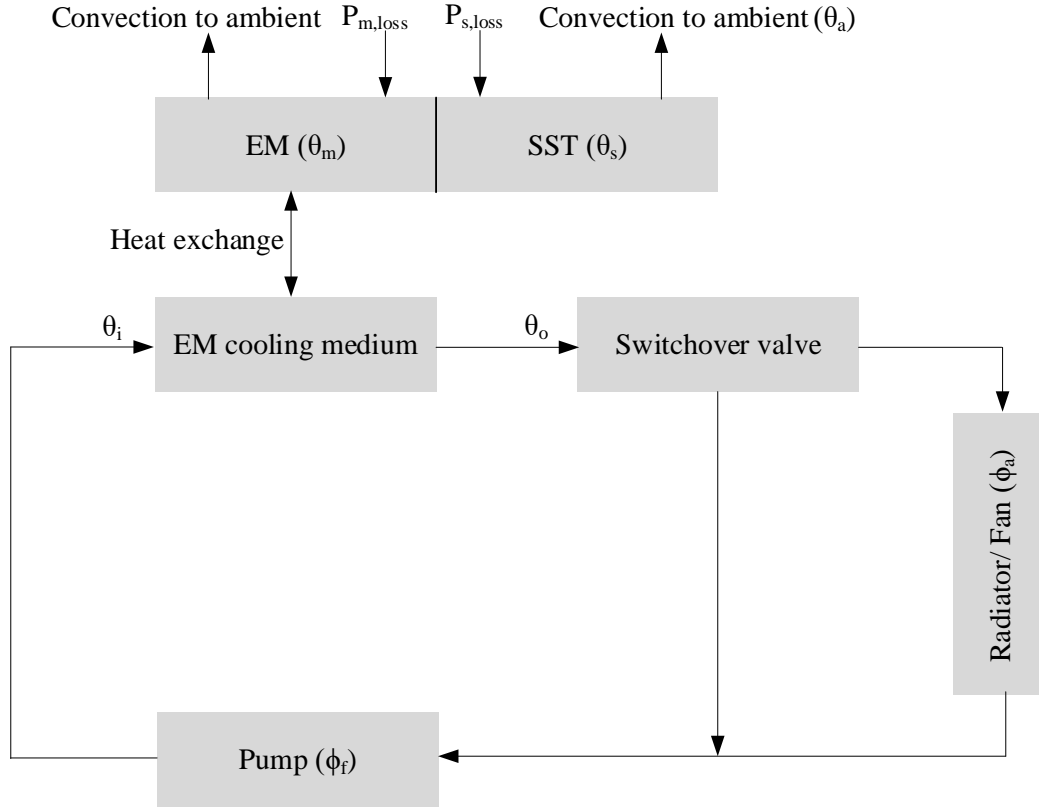 Convection to ambient
P_m,loss
P_s,loss
Convection to ambient (θ_a)
EM (θ_m)
SST (θ_s)
Heat exchange
θ_i
EM cooling medium
θ_o
Switchover valve
Radiator/ Fan (ϕ_a)
Pump (ϕ_f)